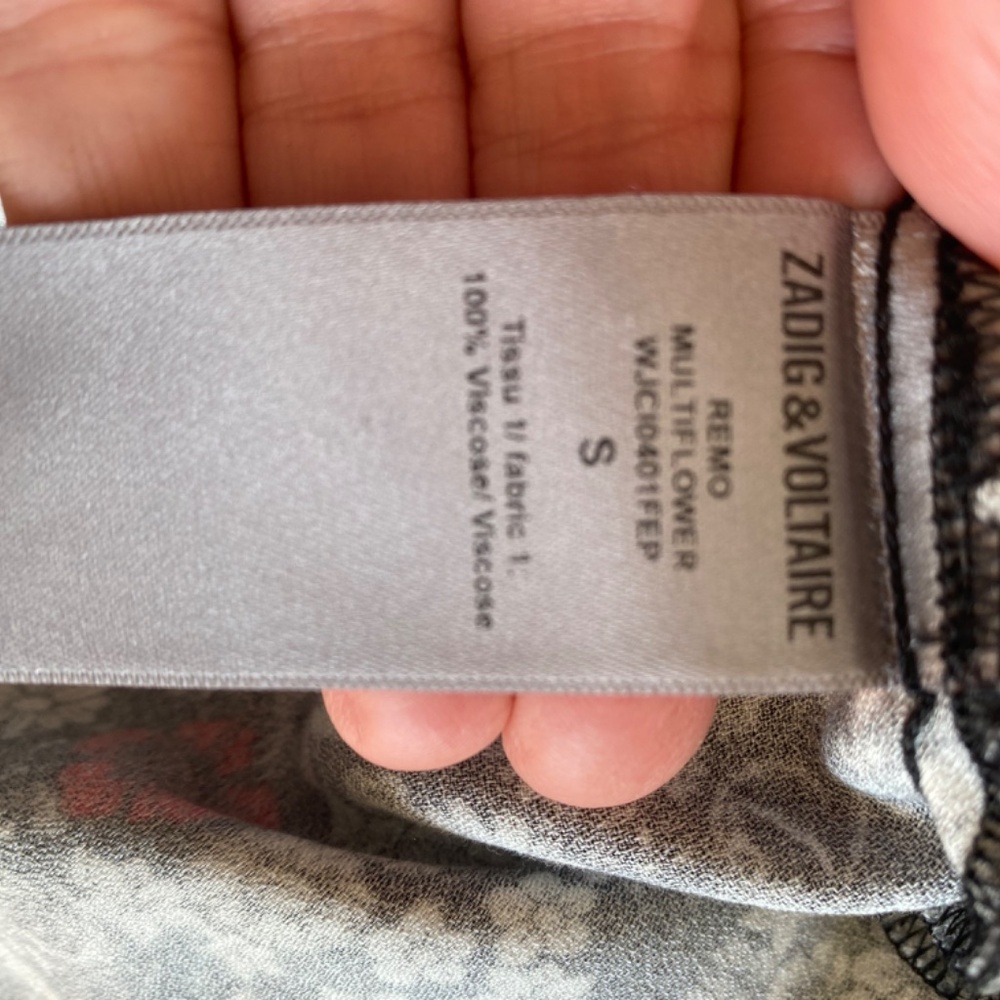 ZADIG&VOLTAIRE
REMO
MULTIFLOWER
WJCI0401FEP
S
Tissu 1/ fabric 1:
100% Viscose/ Viscose